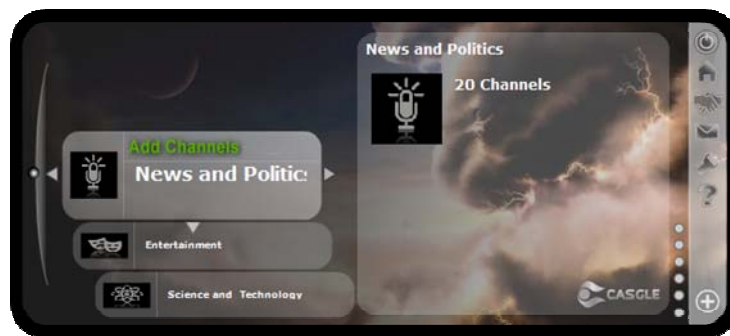 News and Politics
20 Channels
Add Channels
News and Politic
Entertainment
Science and Technology
CASGLE